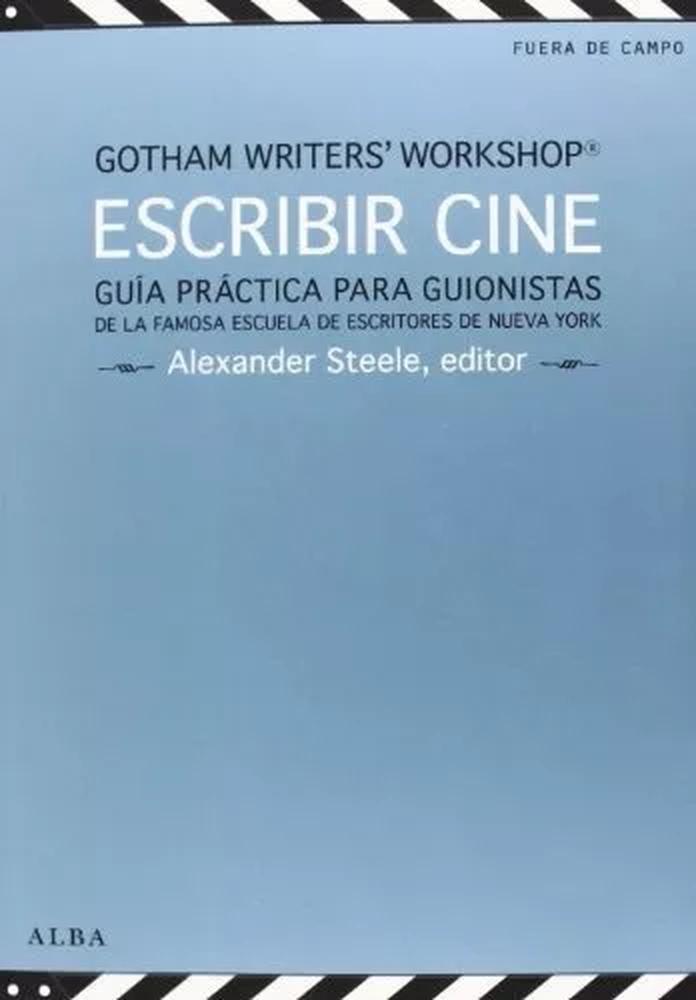 FUERA DE CAMPO
GOTHAM WRITERS' WORKSHOP®
ESCRIBIR CINE
GUÍA PRÁCTICA PARA GUIONISTAS
DE LA FAMOSA ESCUELA DE ESCRITORES DE NUEVA YORK
Alexander Steele, editor
ALBA